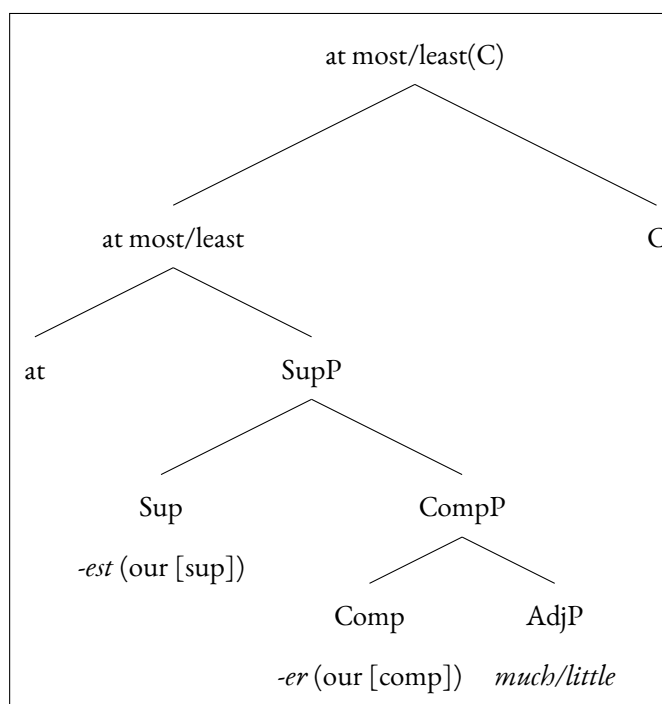 at most/least(C)
at most/least C
at SupP
Sup CompP
-est (our [sup])
Comp AdjP
-er (our [comp]) much/little